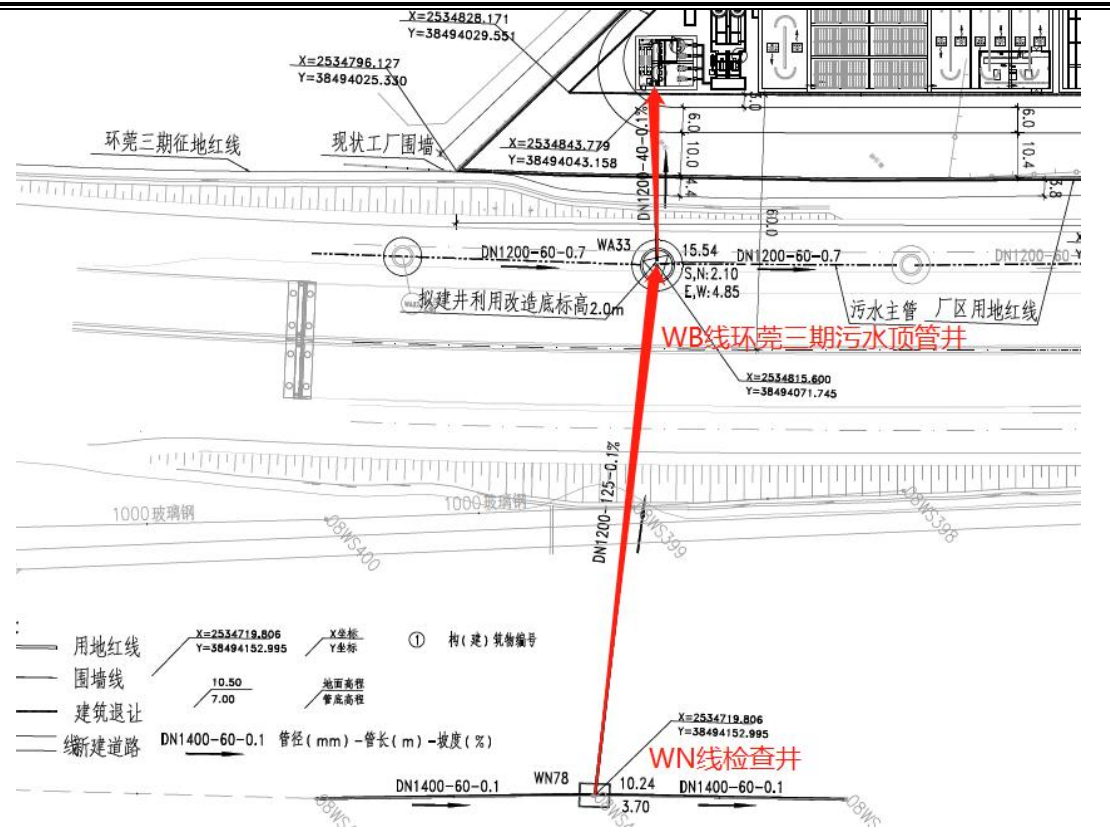 X=2534828.171
Y=38494029.551
X=2534796.127
Y=38494025.330
环莞三期征地红线
现状工厂围墙
X=2534843.779
Y=38494043.158
DN1200-40-0.1%
5.0
6.0
10.0
4.4
6.0
10.4
3.8
60.0
DN1200-60-0.7
WA33
15.54
DN1200-60-0.7
DN1200-60-
S,N:2.10
E,W:4.85
拟建井利用改造底标高2.0m
污水主管
厂区用地红线
WB线环莞三期污水顶管井
X=2534815.600
Y=38494071.745
DN1200-125-0.1%
1000玻璃钢
1000玻璃钢
08WS400
08WS399
08WS398
用地红线
X=2534719.806
Y=38494152.995
X坐标
Y坐标
① 构(建)筑物编号
围墙线
10.50
7.00
地面高程
管底高程
建筑退让
线新建道路
DN1400-60-0.1 管径(mm)-管长(m)-坡度(%)
X=2534719.806
Y=38494152.995
WN线检查井
DN1400-60-0.1
WN78
10.24
3.70
DN1400-60-0.1
08WS